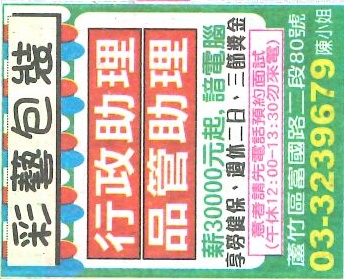 彩藝包裝
行政助理
品管助理
薪30000元起,諳電腦
享勞健保、週休二日、三節獎金
意者請先電話預約面試
(午休12:00-13:30勿來電)
蘆竹區富國路二段80號
03-3239679 陳小姐